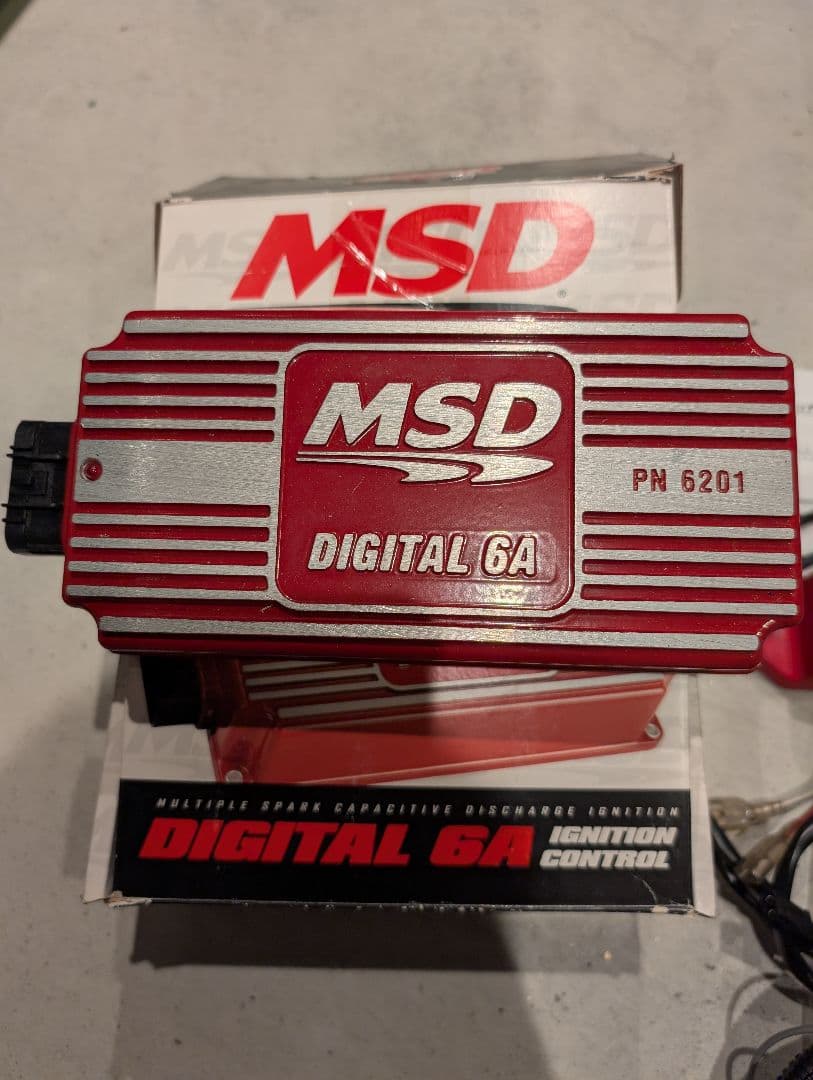 MSD
MSD
DIGITAL 6A
PN 6201
MULTIPLE SPARK CAPACITIVE DISCHARGE IGNITION
DIGITAL 6A IGNITION
CONTROL